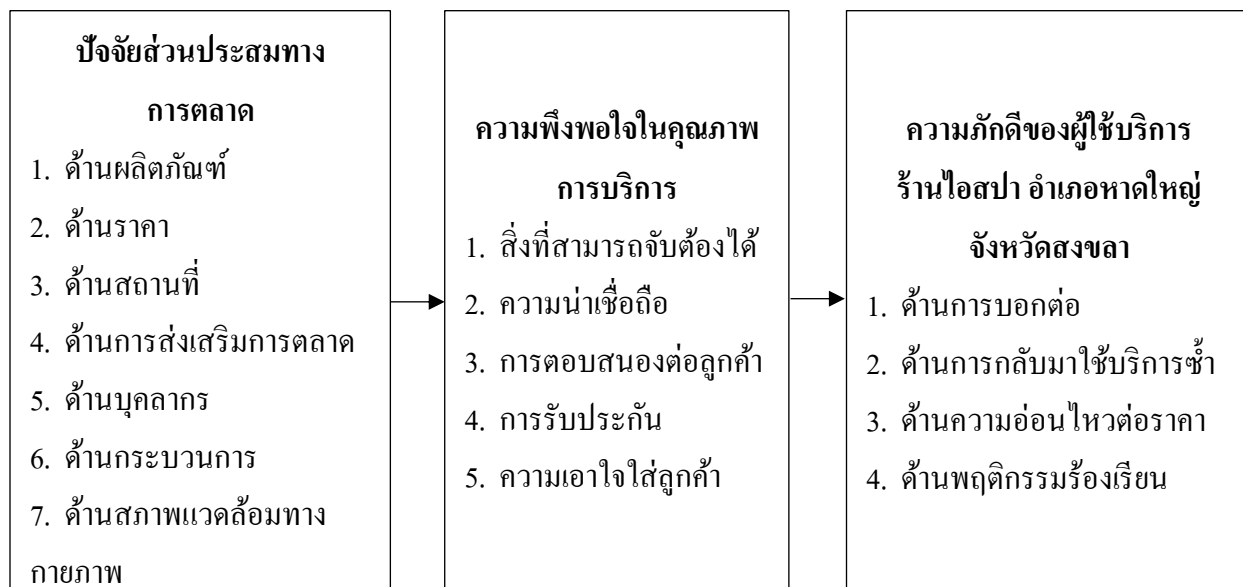 ปัจจัยส่วนประสมทาง
การตลาด
1. ด้านผลิตภัณฑ์
2. ด้านราคา
3. ด้านสถานที่
4. ด้านการส่งเสริมการตลาด
5. ด้านบุคลากร
6. ด้านกระบวนการ
7. ด้านสภาพแวดล้อมทาง
กายภาพ
ความพึงพอใจในคุณภาพ
การบริการ
1. สิ่งที่สามารถจับต้องได้
2. ความน่าเชื่อถือ
3. การตอบสนองต่อลูกค้า
4. การรับประกัน
5. ความเอาใจใส่ลูกค้า
ความภักดีของผู้ใช้บริการ
ร้านไอสปา อำเภอหาดใหญ่
จังหวัดสงขลา
1. ด้านการบอกต่อ
2. ด้านการกลับมาใช้บริการซ้ำ
3. ด้านความอ่อนไหวต่อราคา
4. ด้านพฤติกรรมร้องเรียน